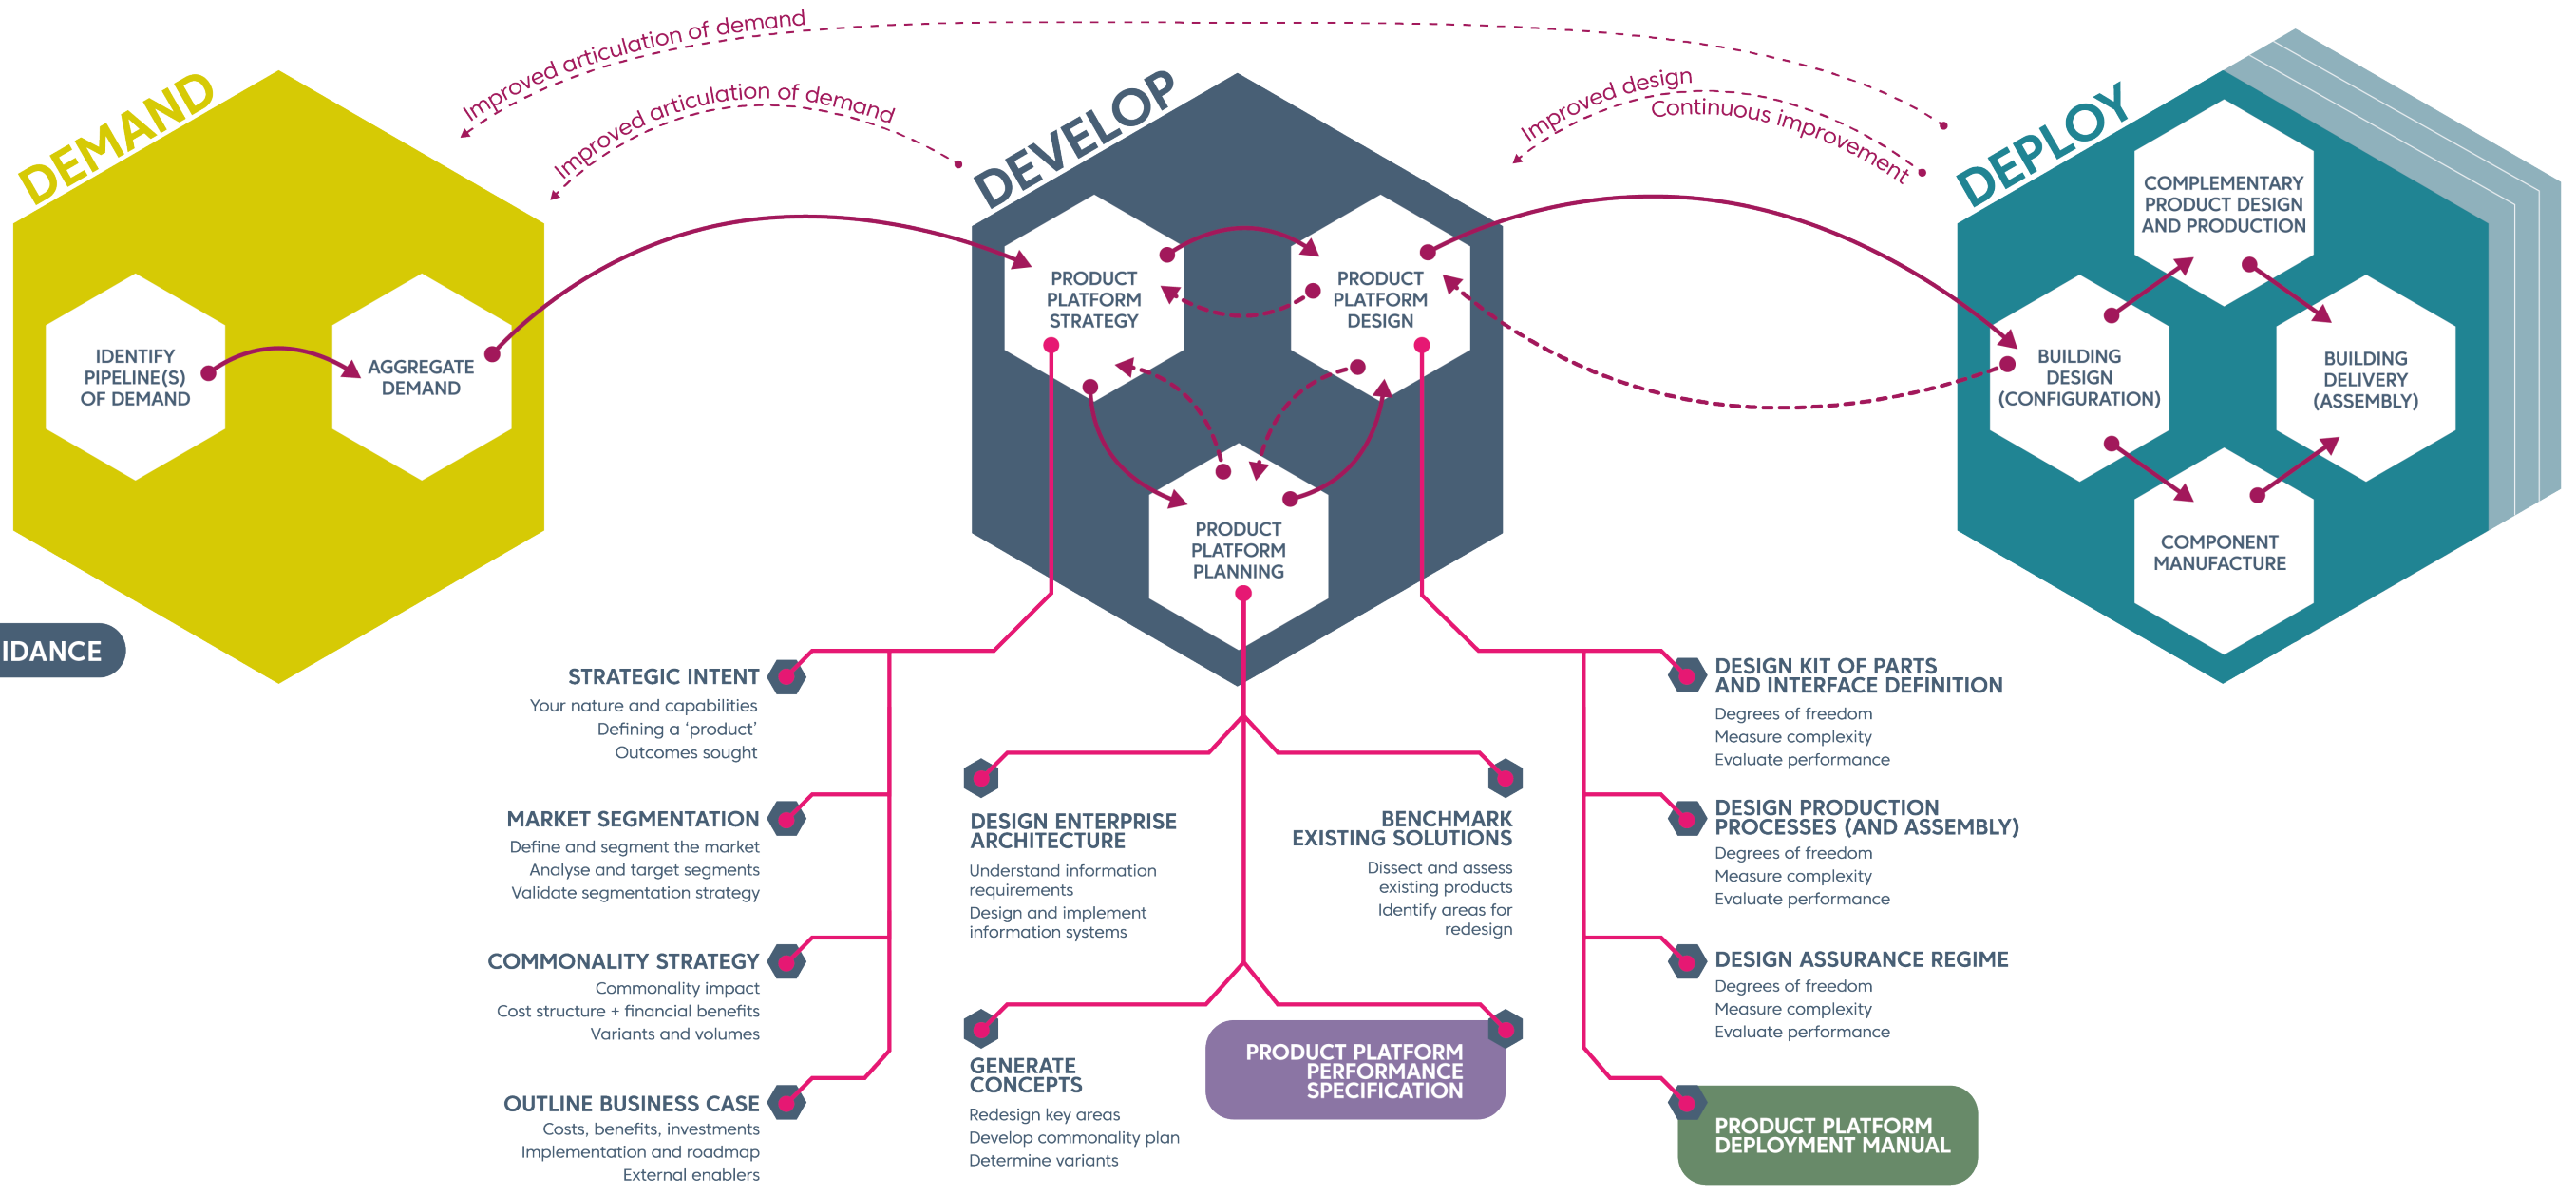 Improved articulation of demand
Improved articulation of demand
Improved design
Continuous improvement
DEMAND
IDENTIFY
PIPELINE(S)
OF DEMAND
AGGREGATE
DEMAND
DEVELOP
PRODUCT
PLATFORM
STRATEGY
PRODUCT
PLATFORM
DESIGN
PRODUCT
PLATFORM
PLANNING
DEPLOY
COMPLEMENTARY
PRODUCT DESIGN
AND PRODUCTION
BUILDING
DESIGN
(CONFIGURATION)
BUILDING
DELIVERY
(ASSEMBLY)
COMPONENT
MANUFACTURE
IDANCE
STRATEGIC INTENT
Your nature and capabilities
Defining a ‘product’
Outcomes sought
MARKET SEGMENTATION
Define and segment the market
Analyse and target segments
Validate segmentation strategy
COMMONALITY STRATEGY
Commonality impact
Cost structure + financial benefits
Variants and volumes
OUTLINE BUSINESS CASE
Costs, benefits, investments
Implementation and roadmap
External enablers
DESIGN ENTERPRISE
ARCHITECTURE
Understand information
requirements
Design and implement
information systems
GENERATE
CONCEPTS
Redesign key areas
Develop commonality plan
Determine variants
BENCHMARK
EXISTING SOLUTIONS
Dissect and assess
existing products
Identify areas for
redesign
PRODUCT PLATFORM
PERFORMANCE
SPECIFICATION
DESIGN KIT OF PARTS
AND INTERFACE DEFINITION
Degrees of freedom
Measure complexity
Evaluate performance
DESIGN PRODUCTION
PROCESSES (AND ASSEMBLY)
Degrees of freedom
Measure complexity
Evaluate performance
DESIGN ASSURANCE REGIME
Degrees of freedom
Measure complexity
Evaluate performance
PRODUCT PLATFORM
DEPLOYMENT MANUAL